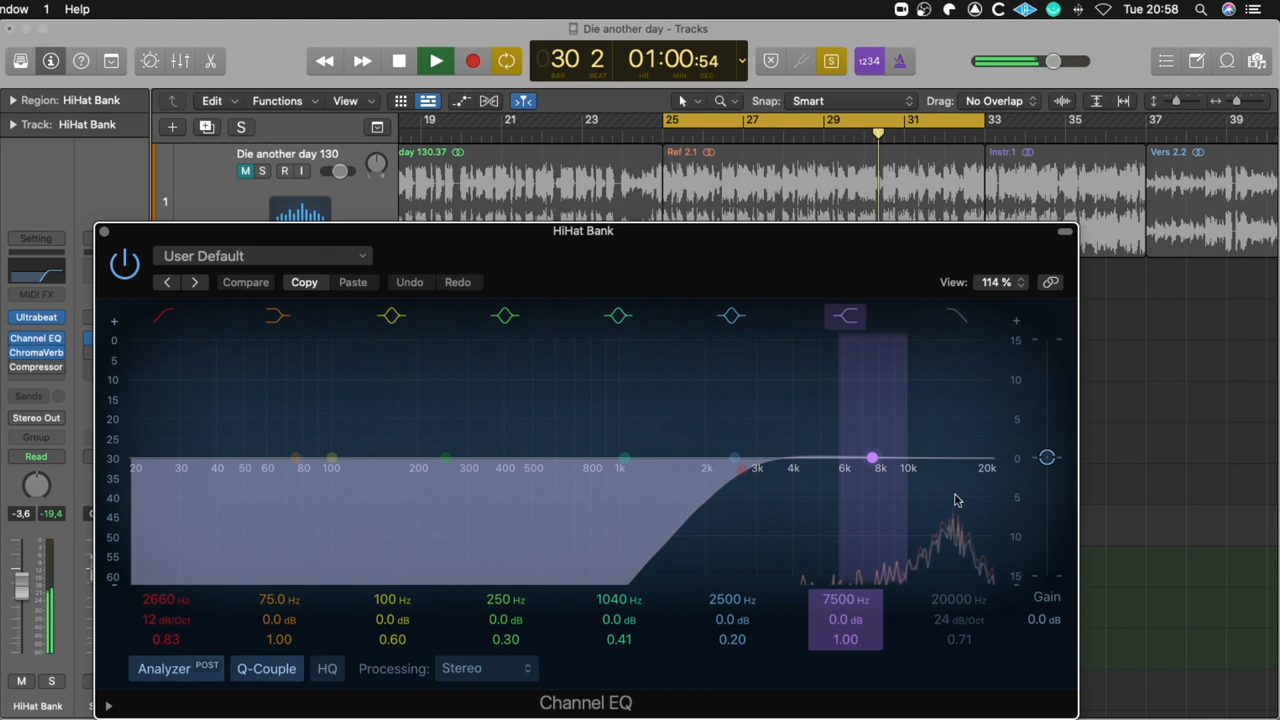 ndow 1 Help Tue 20:58
Die another day - Tracks
30 2 01:00:54 1234
BAR BEAT HR MIN SEC
Region: HiHat Bank Edit Functions View Snap: Smart Drag: No Overlap
Track: HiHat Bank S 19 21 23 25 27 29 31 33 35 37 39
Die another day 130 day 130.37 Ref 2.1 Instr.1 Vers 2.2
M S R I L R
1
HiHat Bank
Setting User Default
Compare Copy Paste Undo Redo View: 114 %
MIDI FX
Ultrabeat + +
Channel EQ 0 15
ChromaVerb 5
Compressor 10 10
15
Sends 20 5
Stereo Out 25
Group
Read 30 0
20 30 40 50 60 80 100 200 300 400 500 800 1k 2k 3k 4k 6k 8k 10k 20k
35
40 5
-3,6 -19,4 45
50 10
55
60 15
2660 Hz 75.0 Hz 100 Hz 250 Hz 1040 Hz 2500 Hz 7500 Hz 20000 Hz Gain
12 dB/Oct 0.0 dB 0.0 dB 0.0 dB 0.0 dB 0.0 dB 0.0 dB 24 dB/Oct 0.0 dB
0.83 1.00 0.60 0.30 0.41 0.20 1.00 0.71
Analyzer POST Q-Couple HQ Processing: Stereo
M S
HiHat Bank Channel EQ